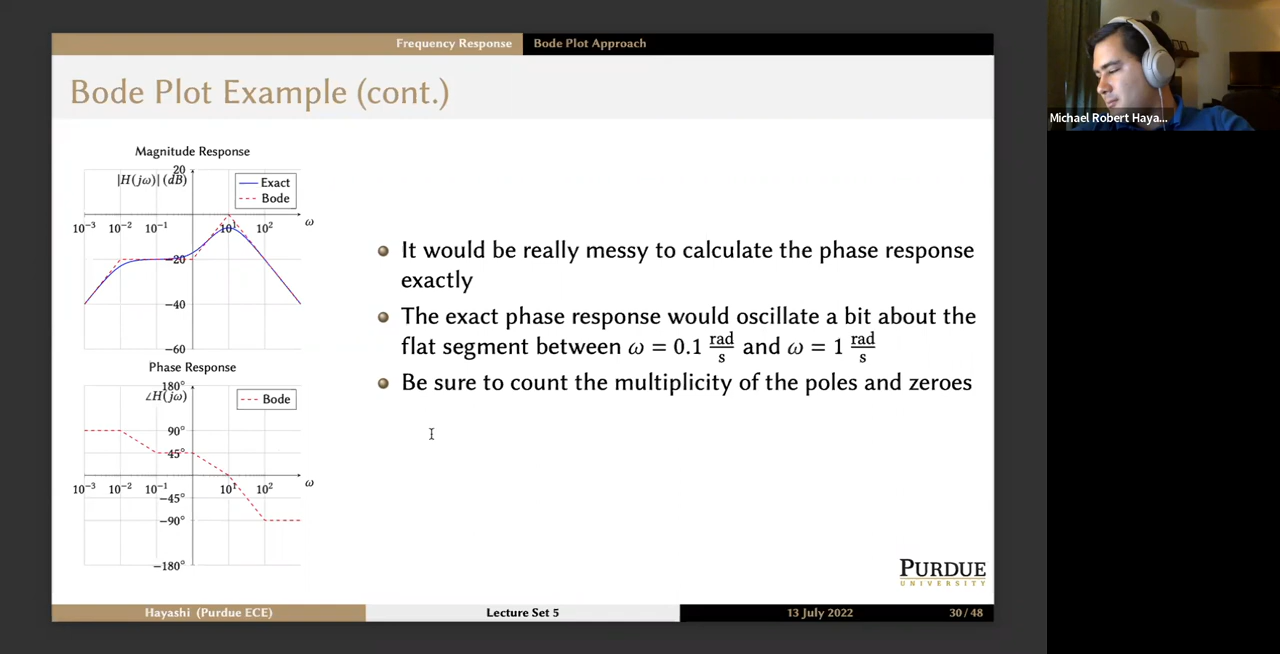 Frequency Response Bode Plot Approach
Bode Plot Example (cont.)
Michael Robert Haya...
Magnitude Response
20
|H(jω)| (dB)
Exact
Bode
10⁻³ 10⁻² 10⁻¹ 10¹ 10² ω
−20
−40
−60
Phase Response
180°
∠H(jω)
Bode
90°
45°
10⁻³ 10⁻² 10⁻¹ 10¹ 10² ω
−45°
−90°
−180°
It would be really messy to calculate the phase response
exactly
The exact phase response would oscillate a bit about the
flat segment between ω = 0.1 rad/s and ω = 1 rad/s
Be sure to count the multiplicity of the poles and zeroes
PURDUE
UNIVERSITY
Hayashi (Purdue ECE) Lecture Set 5 13 July 2022 30 / 48